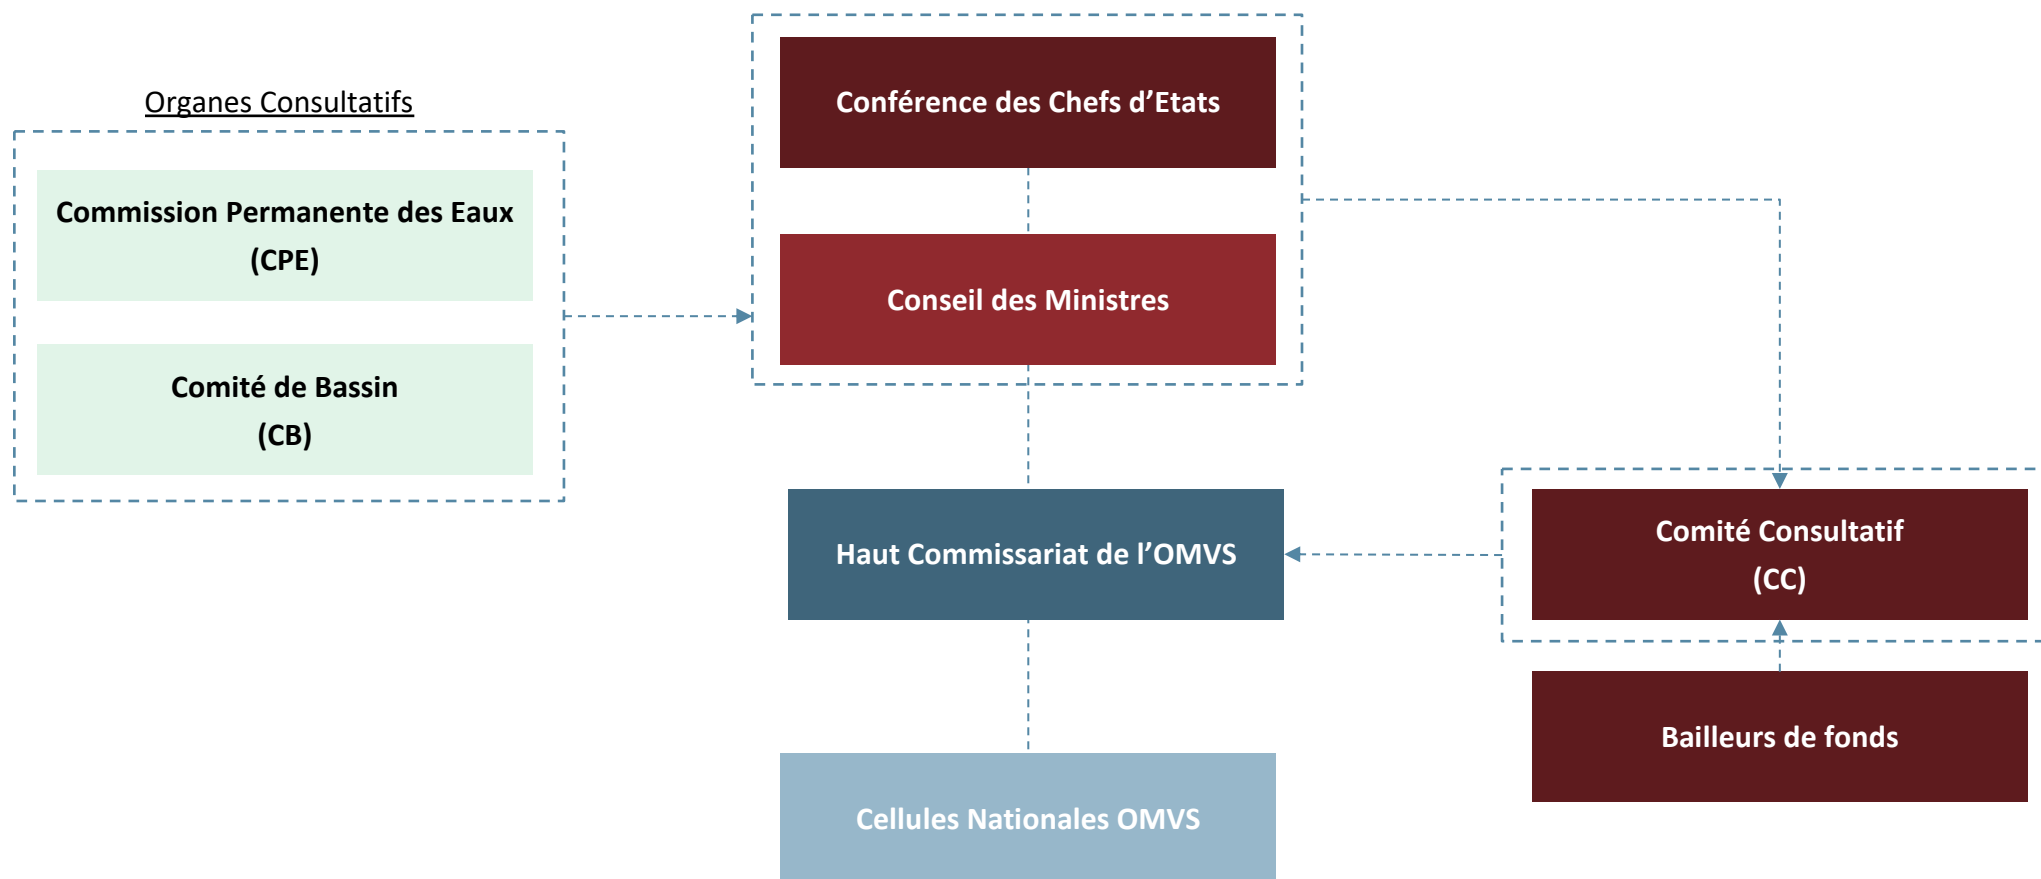 Organes Consultatifs
Commission Permanente des Eaux
(CPE)
Comité de Bassin
(CB)
Conférence des Chefs d’Etats
Conseil des Ministres
Haut Commissariat de l’OMVS
Cellules Nationales OMVS
Comité Consultatif
(CC)
Bailleurs de fonds